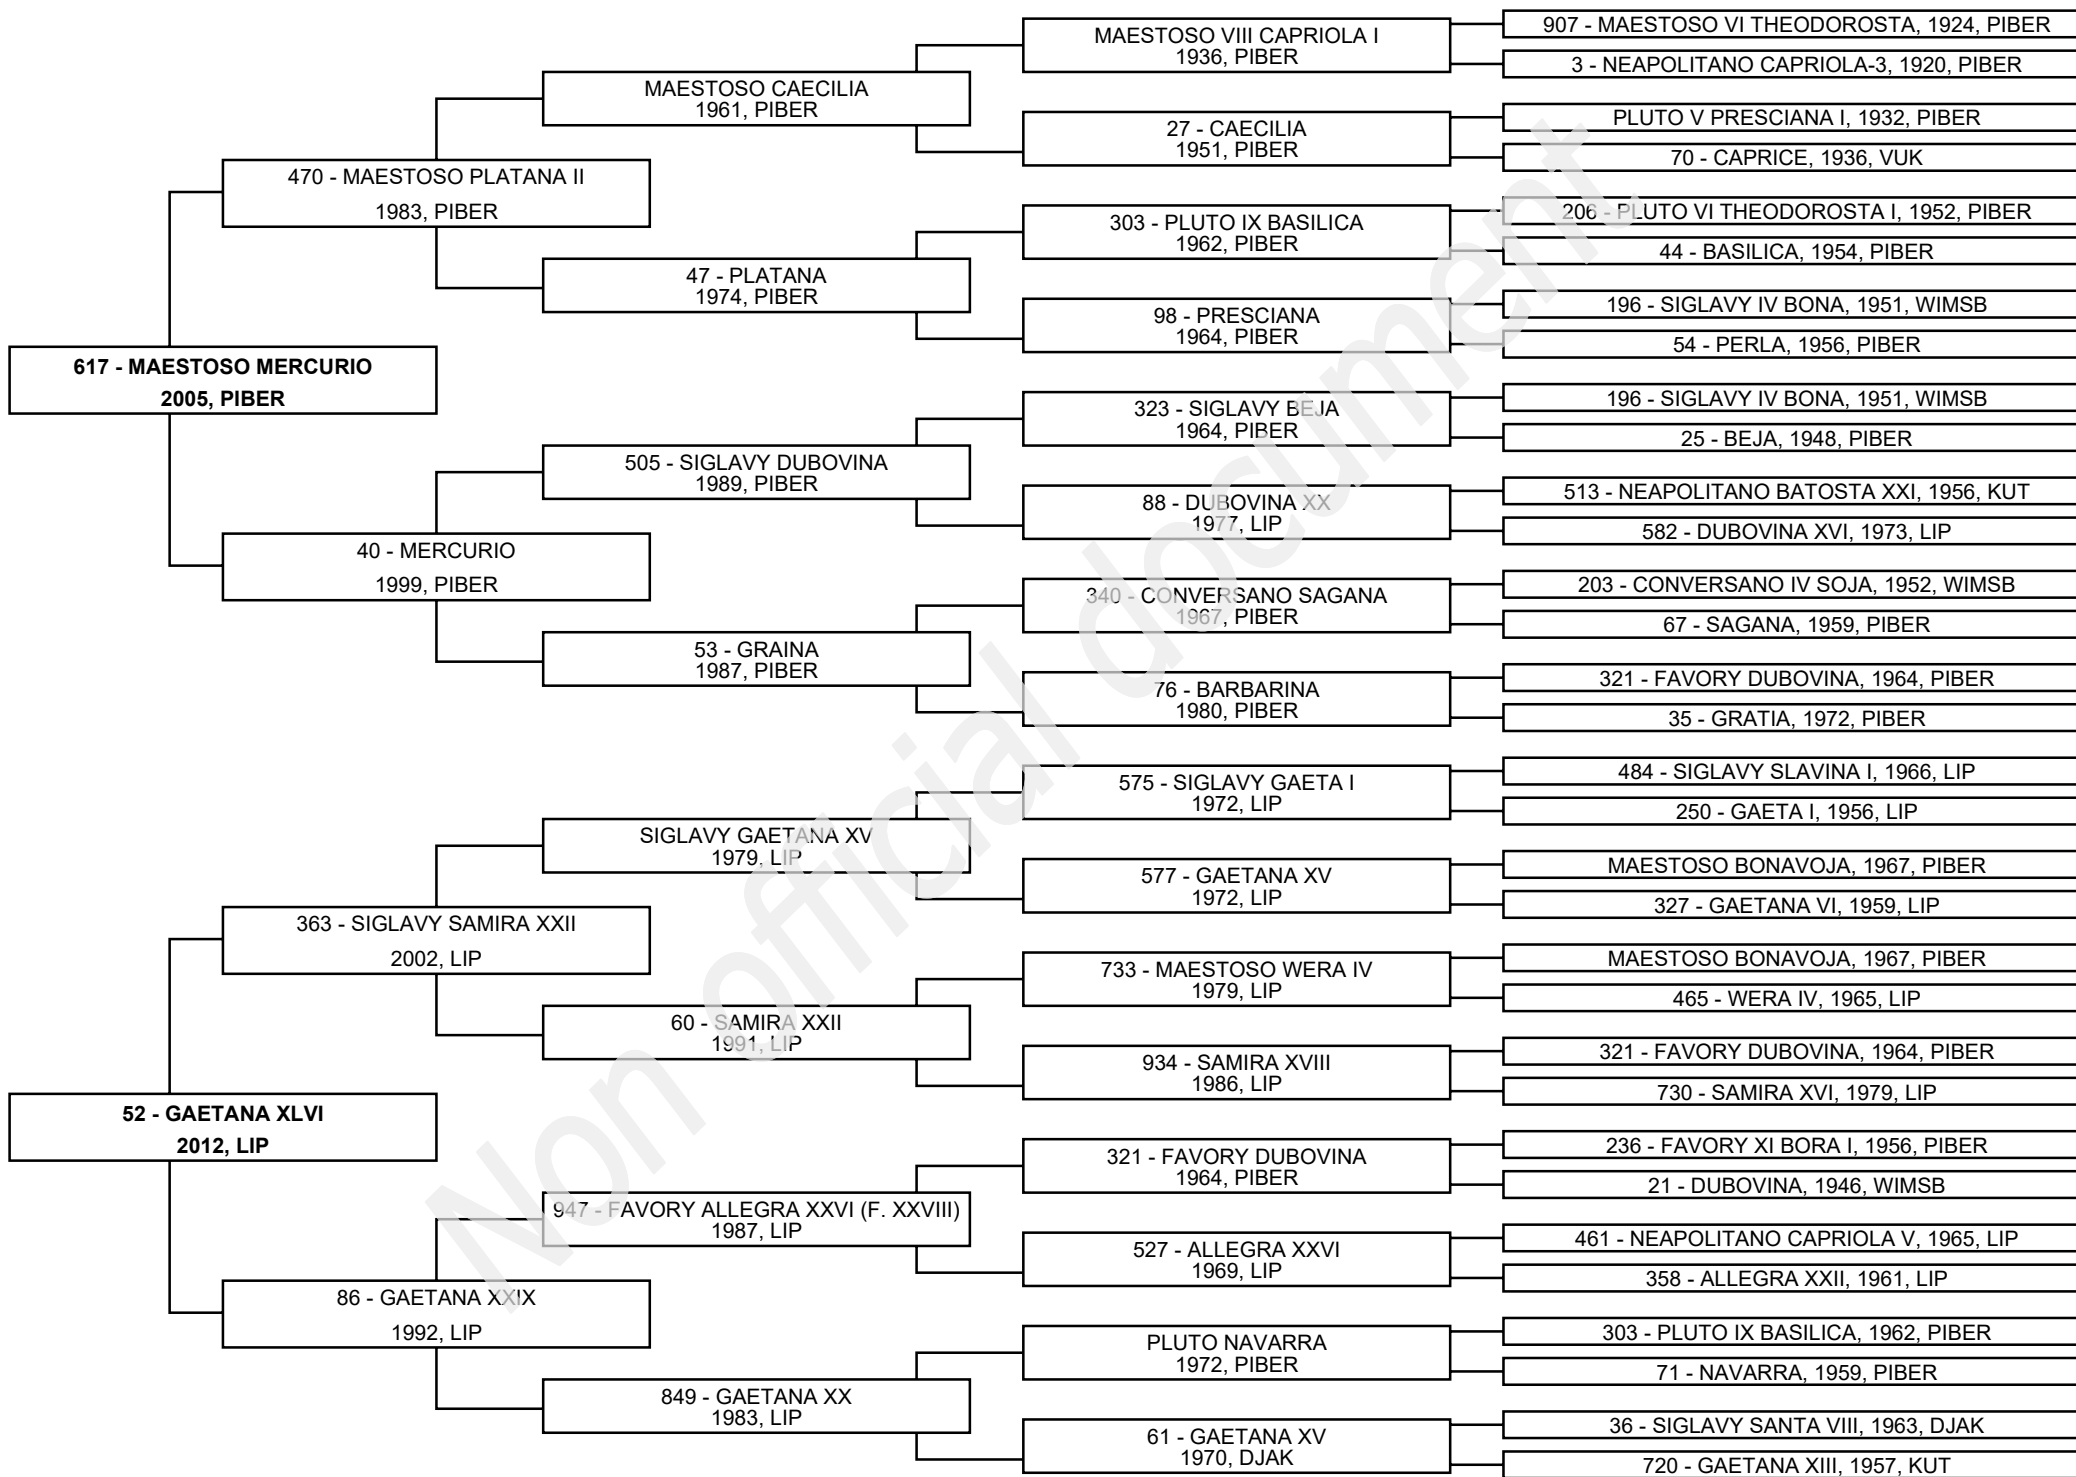 617 - MAESTOSO MERCURIO
2005, PIBER
52 - GAETANA XLVI
2012, LIP
470 - MAESTOSO PLATANA II
1983, PIBER
40 - MERCURIO
1999, PIBER
363 - SIGLAVY SAMIRA XXII
2002, LIP
86 - GAETANA XXIX
1992, LIP
MAESTOSO CAECILIA
1961, PIBER
47 - PLATANA
1974, PIBER
505 - SIGLAVY DUBOVINA
1989, PIBER
53 - GRAINA
1987, PIBER
SIGLAVY GAETANA XV
1979, LIP
60 - SAMIRA XXII
1991, LIP
947 - FAVORY ALLEGRA XXVI (F. XXVIII)
1987, LIP
849 - GAETANA XX
1983, LIP
MAESTOSO VIII CAPRIOLA I
1936, PIBER
27 - CAECILIA
1951, PIBER
303 - PLUTO IX BASILICA
1962, PIBER
98 - PRESCIANA
1964, PIBER
323 - SIGLAVY BEJA
1964, PIBER
88 - DUBOVINA XX
1977, LIP
340 - CONVERSANO SAGANA
1967, PIBER
76 - BARBARINA
1980, PIBER
575 - SIGLAVY GAETA I
1972, LIP
577 - GAETANA XV
1972, LIP
733 - MAESTOSO WERA IV
1979, LIP
934 - SAMIRA XVIII
1986, LIP
321 - FAVORY DUBOVINA
1964, PIBER
527 - ALLEGRA XXVI
1969, LIP
PLUTO NAVARRA
1972, PIBER
61 - GAETANA XV
1970, DJAK
907 - MAESTOSO VI THEODOROSTA, 1924, PIBER
3 - NEAPOLITANO CAPRIOLA-3, 1920, PIBER
PLUTO V PRESCIANA I, 1932, PIBER
70 - CAPRICE, 1936, VUK
206 - PLUTO VI THEODOROSTA I, 1952, PIBER
44 - BASILICA, 1954, PIBER
196 - SIGLAVY IV BONA, 1951, WIMSB
54 - PERLA, 1956, PIBER
196 - SIGLAVY IV BONA, 1951, WIMSB
25 - BEJA, 1948, PIBER
513 - NEAPOLITANO BATOSTA XXI, 1956, KUT
582 - DUBOVINA XVI, 1973, LIP
203 - CONVERSANO IV SOJA, 1952, WIMSB
67 - SAGANA, 1959, PIBER
321 - FAVORY DUBOVINA, 1964, PIBER
35 - GRATIA, 1972, PIBER
484 - SIGLAVY SLAVINA I, 1966, LIP
250 - GAETA I, 1956, LIP
MAESTOSO BONAVOJA, 1967, PIBER
327 - GAETANA VI, 1959, LIP
MAESTOSO BONAVOJA, 1967, PIBER
465 - WERA IV, 1965, LIP
321 - FAVORY DUBOVINA, 1964, PIBER
730 - SAMIRA XVI, 1979, LIP
236 - FAVORY XI BORA I, 1956, PIBER
21 - DUBOVINA, 1946, WIMSB
461 - NEAPOLITANO CAPRIOLA V, 1965, LIP
358 - ALLEGRA XXII, 1961, LIP
303 - PLUTO IX BASILICA, 1962, PIBER
71 - NAVARRA, 1959, PIBER
36 - SIGLAVY SANTA VIII, 1963, DJAK
720 - GAETANA XIII, 1957, KUT
Non official document